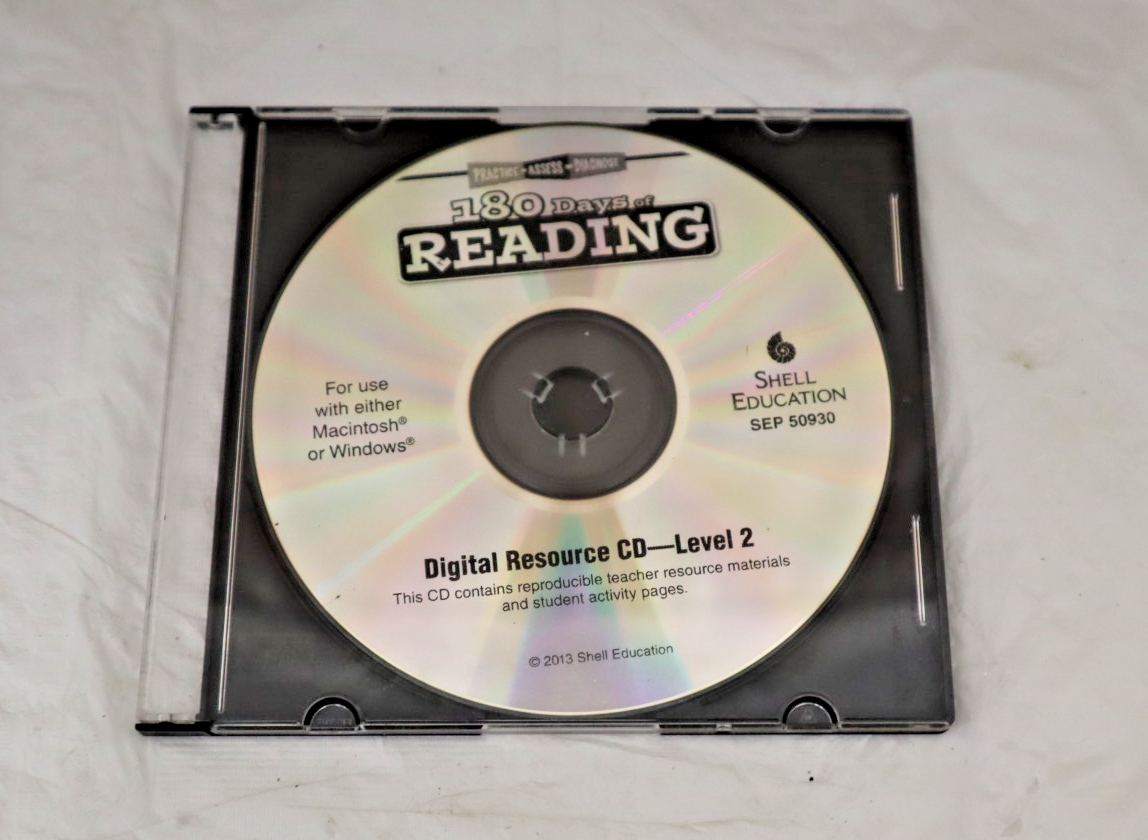 PRACTICE - ASSESS - DIAGNOSE
180 Days of
READING
For use
with either
Macintosh®
or Windows®
SHELL
EDUCATION
SEP 50930
Digital Resource CD—Level 2
This CD contains reproducible teacher resource materials
and student activity pages.
© 2013 Shell Education